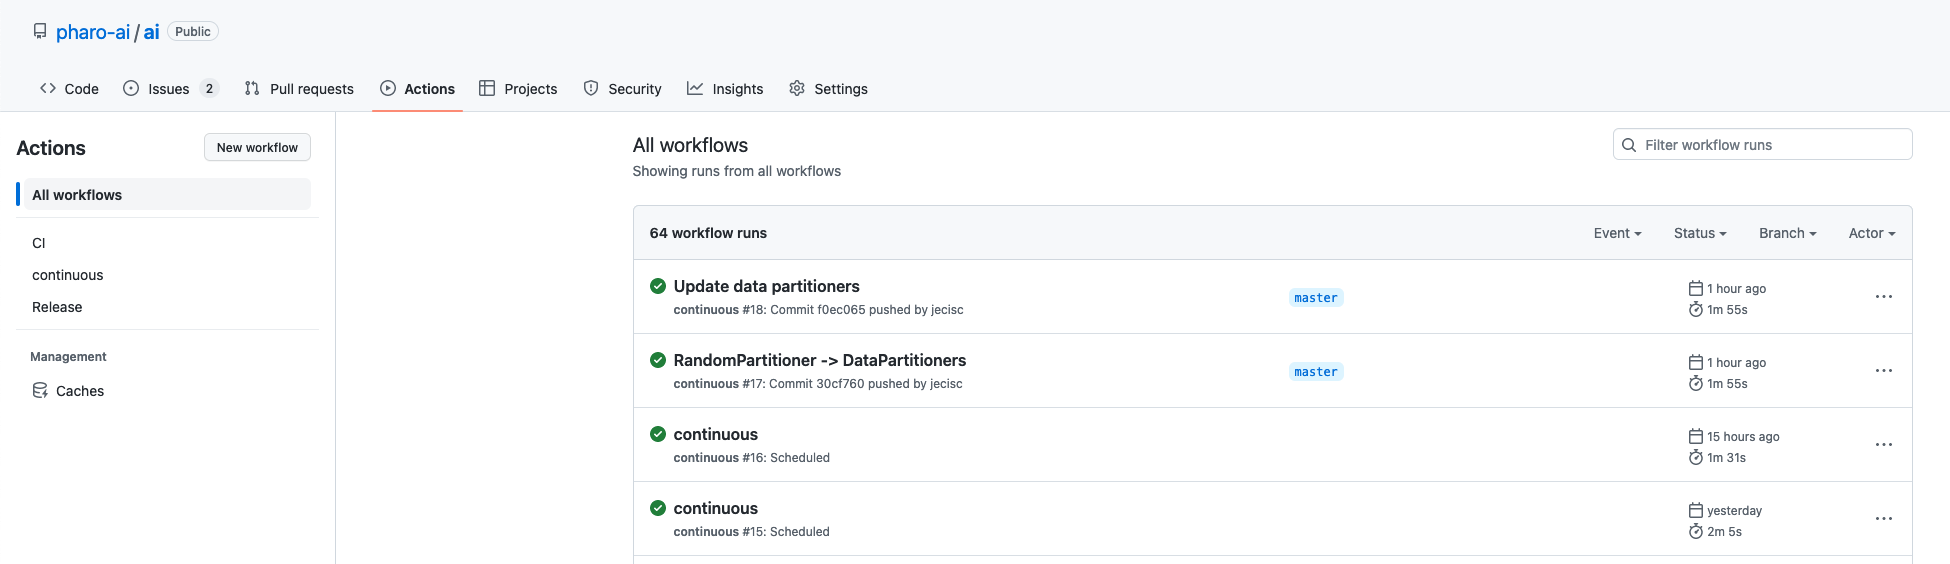 pharo-ai / ai Public
Code Issues 2 Pull requests Actions Projects Security Insights Settings
Actions New workflow
All workflows
CI
continuous
Release
Management
Caches
All workflows
Showing runs from all workflows
Filter workflow runs
64 workflow runs Event Status Branch Actor
Update data partitioners
continuous #18: Commit f0ec065 pushed by jecisc
master
1 hour ago
1m 55s
RandomPartitioner -> DataPartitioners
continuous #17: Commit 30cf760 pushed by jecisc
master
1 hour ago
1m 55s
continuous
continuous #16: Scheduled
15 hours ago
1m 31s
continuous
continuous #15: Scheduled
yesterday
2m 5s